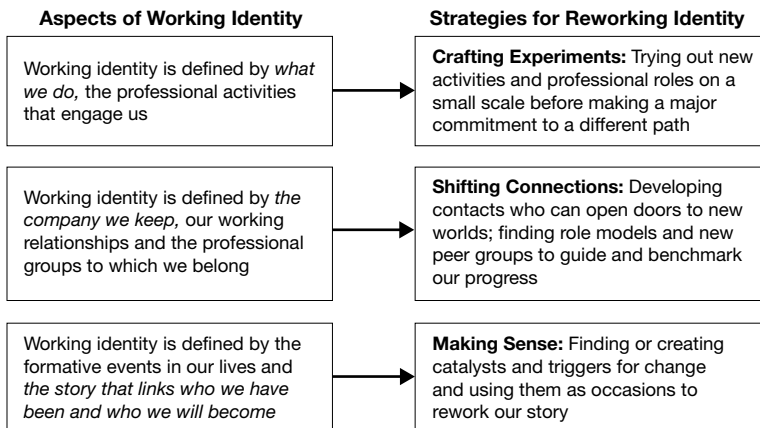 Aspects of Working Identity
Strategies for Reworking Identity
Working identity is defined by what
we do, the professional activities
that engage us
Crafting Experiments: Trying out new
activities and professional roles on a
small scale before making a major
commitment to a different path
Working identity is defined by the
company we keep, our working
relationships and the professional
groups to which we belong
Shifting Connections: Developing
contacts who can open doors to new
worlds; finding role models and new
peer groups to guide and benchmark
our progress
Working identity is defined by the
formative events in our lives and
the story that links who we have
been and who we will become
Making Sense: Finding or creating
catalysts and triggers for change
and using them as occasions to
rework our story